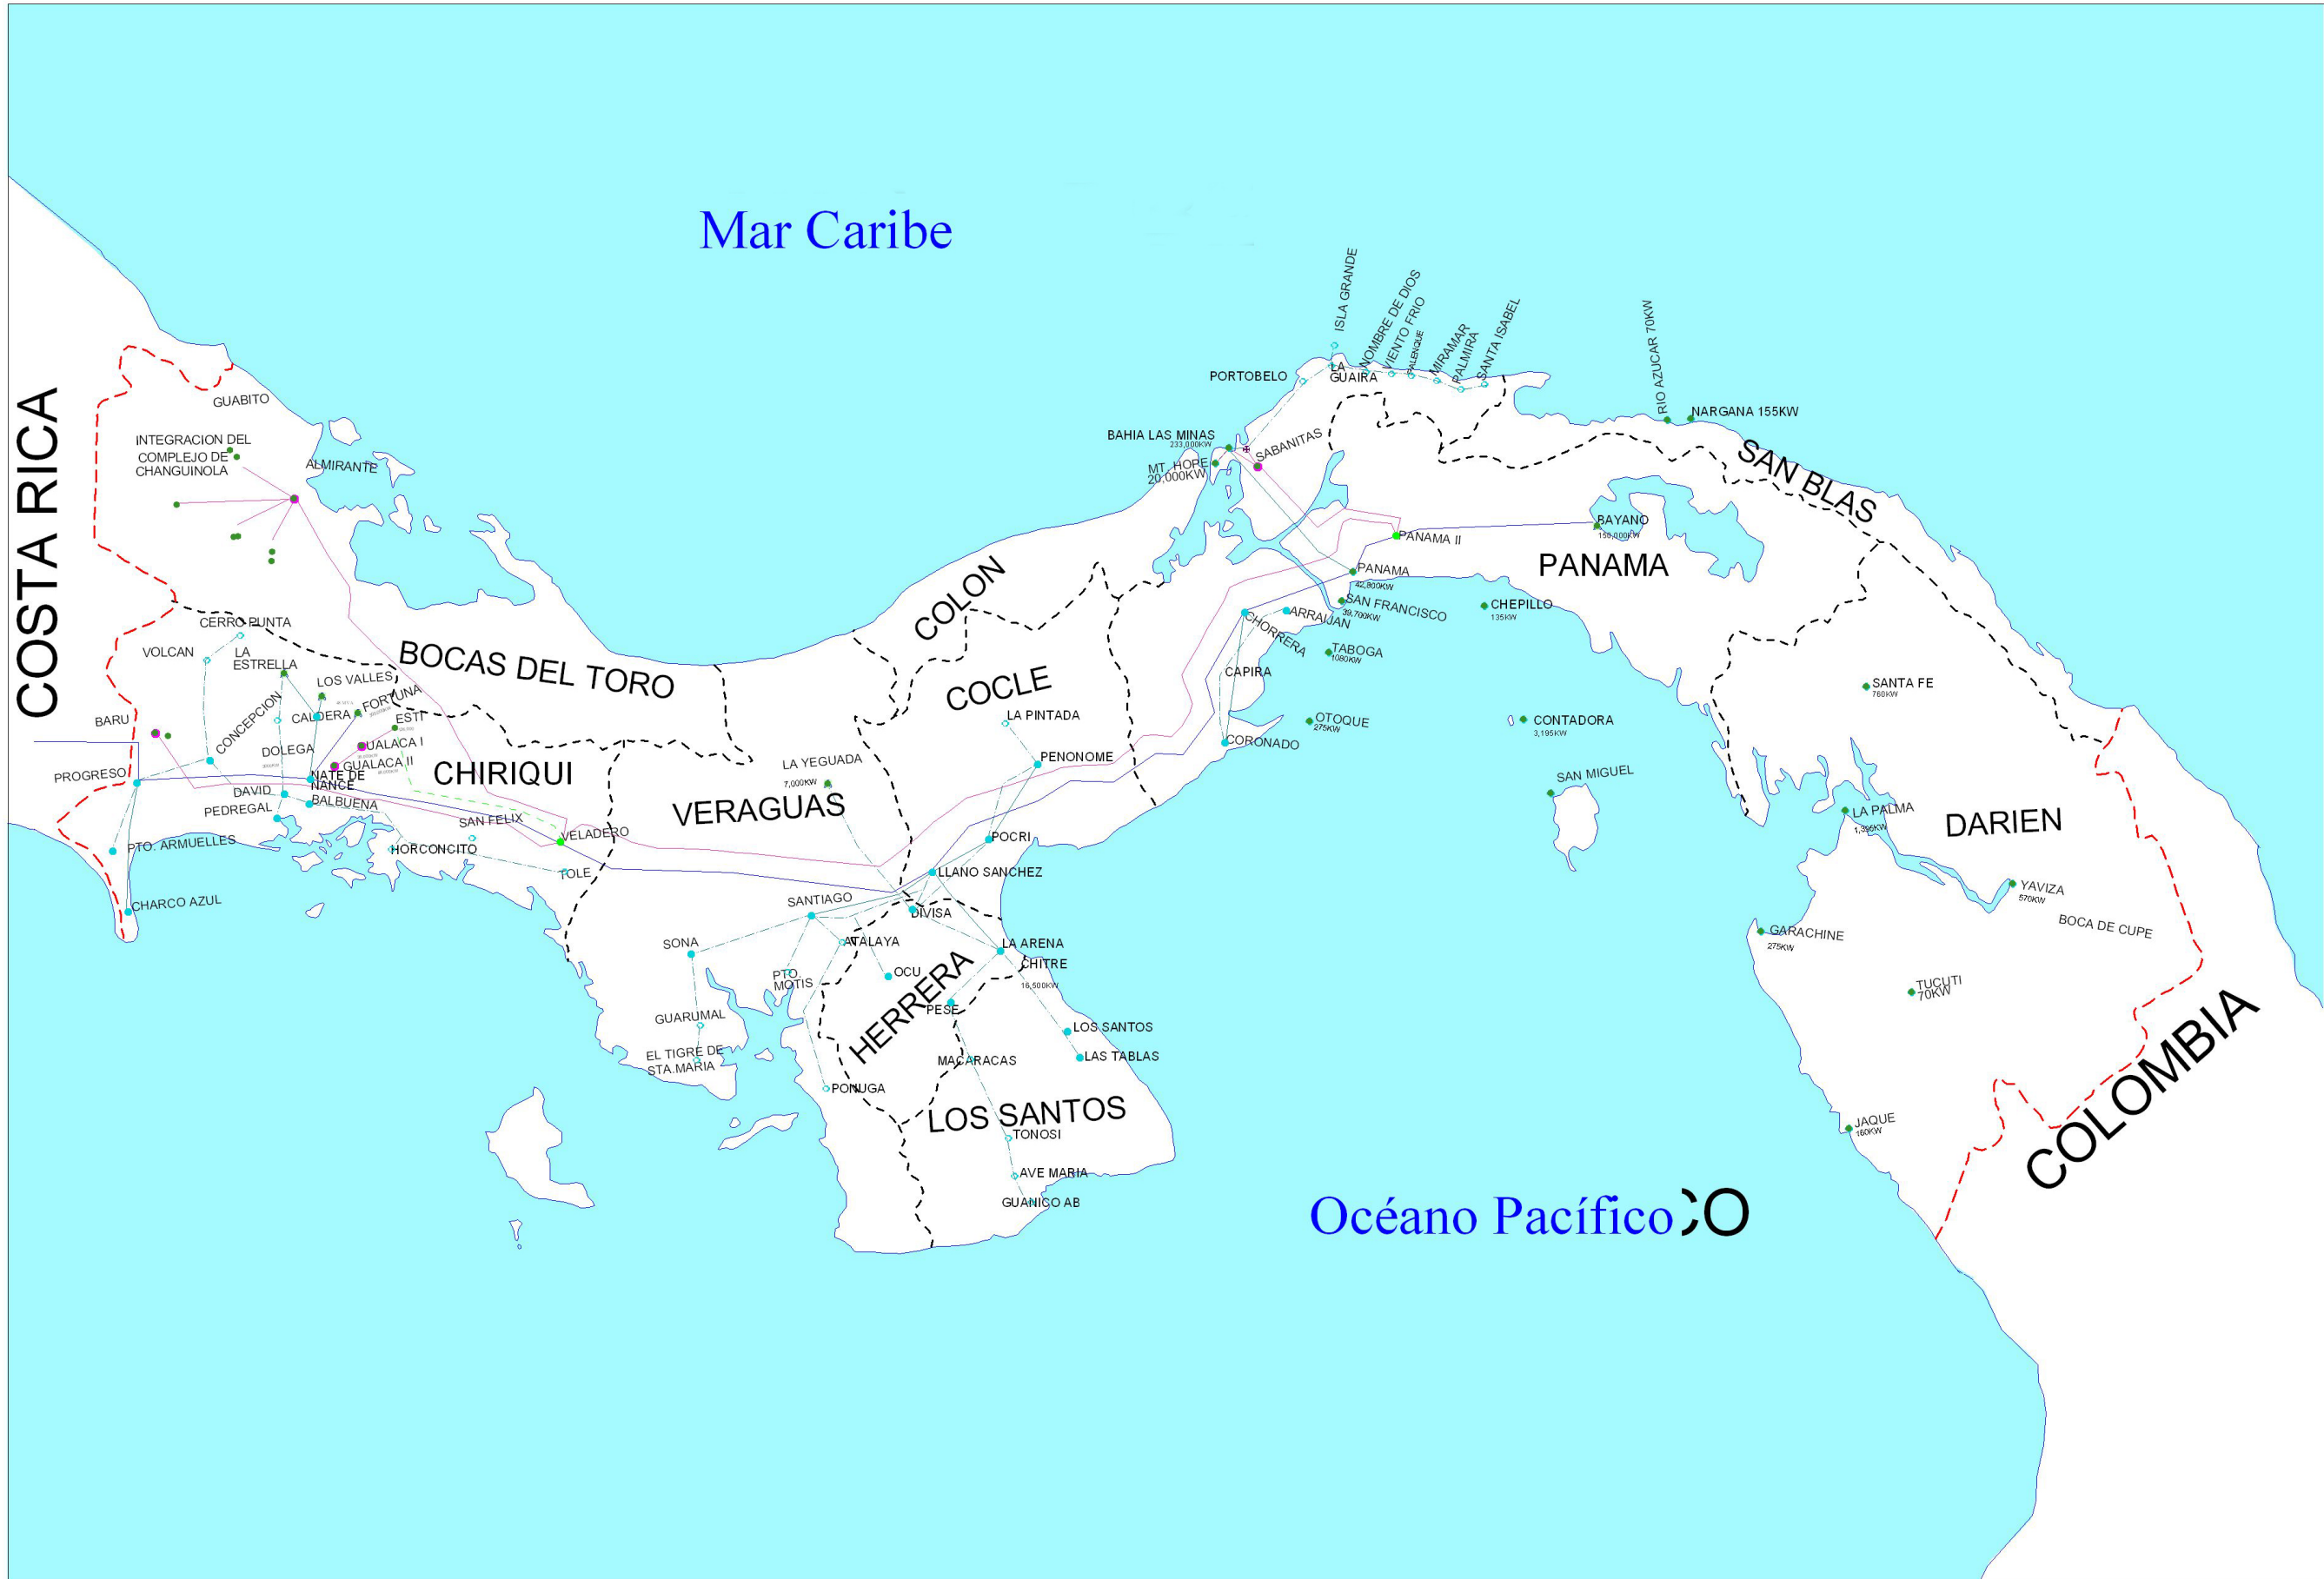 Mar Caribe
ISLA GRANDE
NOMBRE DE DIOS
VIENTO FRIO
PALENQUE
MIRAMAR
PALMIRA
SANTA ISABEL
RIO AZUCAR 70KW
NARGANA 155KW
PORTOBELO
LA
GUAIRA
COSTA RICA
GUABITO
INTEGRACION DEL
COMPLEJO DE
CHANGUINOLA
ALMIRANTE
BAHIA LAS MINAS
233,000KW
SABANITAS
MT. HOPE
20,000KW
SAN BLAS
BAYANO
150,000KW
PANAMA II
PANAMA
PANAMA
42,800KW
COLON
SAN FRANCISCO
39,700KW
CHEPILLO
135KW
ARRAIJAN
CHORRERA
TABOGA
1080KW
CERRO PUNTA
VOLCAN
LA
ESTRELLA
BOCAS DEL TORO
COCLE
CAPIRA
SANTA FE
760KW
LOS VALLES
FORTUNA
CONCEPCION
CALDERA
ESTI
BARU
LA PINTADA
OTOQUE
275KW
CONTADORA
3,195KW
CORONADO
DOLEGA
UALACA I
GUALACA II
CHIRIQUI
PENONOME
LA YEGUADA
7,000KW
PROGRESO
NATE DE
NANCE
SAN MIGUEL
DAVID
BALBUENA
PEDREGAL
VERAGUAS
LA PALMA
1,395KW
DARIEN
SAN FELIX
VELADERO
POCRI
PTO. ARMUELLES
HORCONCITO
TOLE
LLANO SANCHEZ
YAVIZA
570KW
CHARCO AZUL
SANTIAGO
DIVISA
BOCA DE CUPE
GARACHINE
275KW
SONA
ATALAYA
LA ARENA
CHITRE
16,500KW
PTO.
MOTIS
OCU
TUCUTI
70KW
HERRERA
PESE
GUARUMAL
LOS SANTOS
EL TIGRE DE
STA.MARIA
MACARACAS
LAS TABLAS
PONUGA
COLOMBIA
LOS SANTOS
JAQUE
160KW
TONOSI
AVE MARIA
GUANICO AB
Océano Pacífico
CO